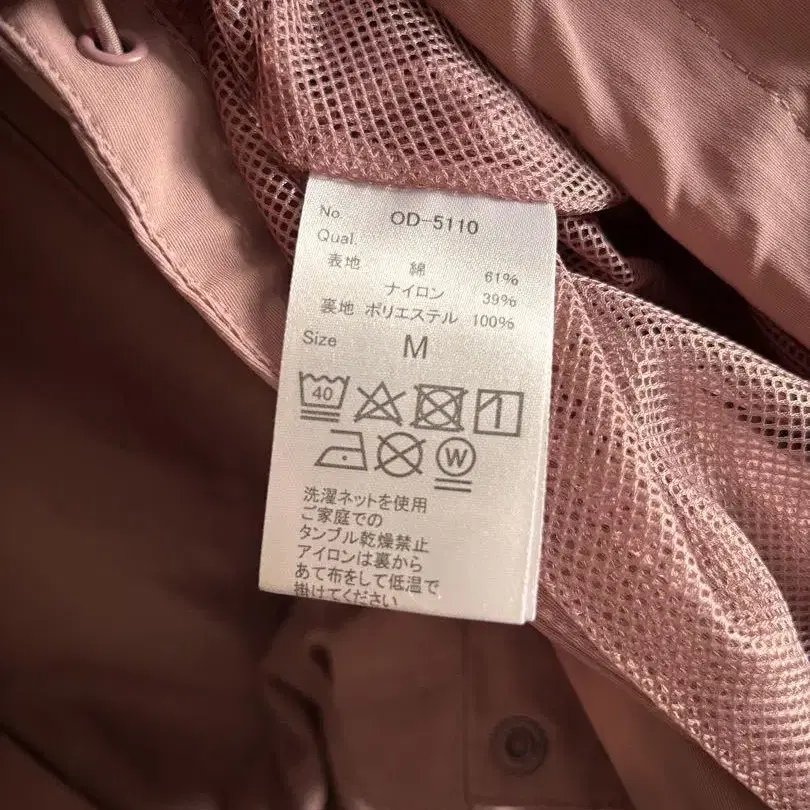 No. OD-5110
Qual.
表地 綿 61%
ナイロン 39%
裏地 ポリエステル 100%
Size M
40
W
洗濯ネットを使用
ご家庭での
タンブル乾燥禁止
アイロンは裏から
あて布をして低温で
掛けてください